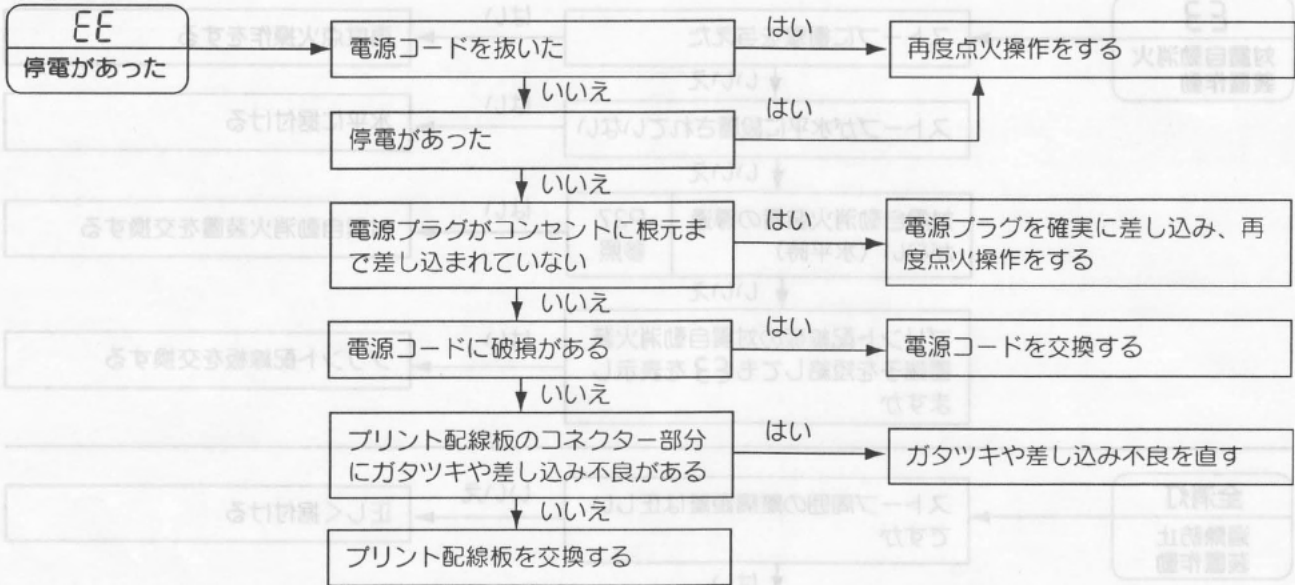 EE
停電があった
電源コードを抜いた
はい
再度点火操作をする
いいえ
停電があった
はい
いいえ
電源プラグがコンセントに根元ま
で差し込まれていない
はい
電源プラグを確実に差し込み、再
度点火操作をする
いいえ
電源コードに破損がある
はい
電源コードを交換する
いいえ
プリント配線板のコネクター部分
にガタツキや差し込み不良がある
はい
ガタツキや差し込み不良を直す
いいえ
プリント配線板を交換する